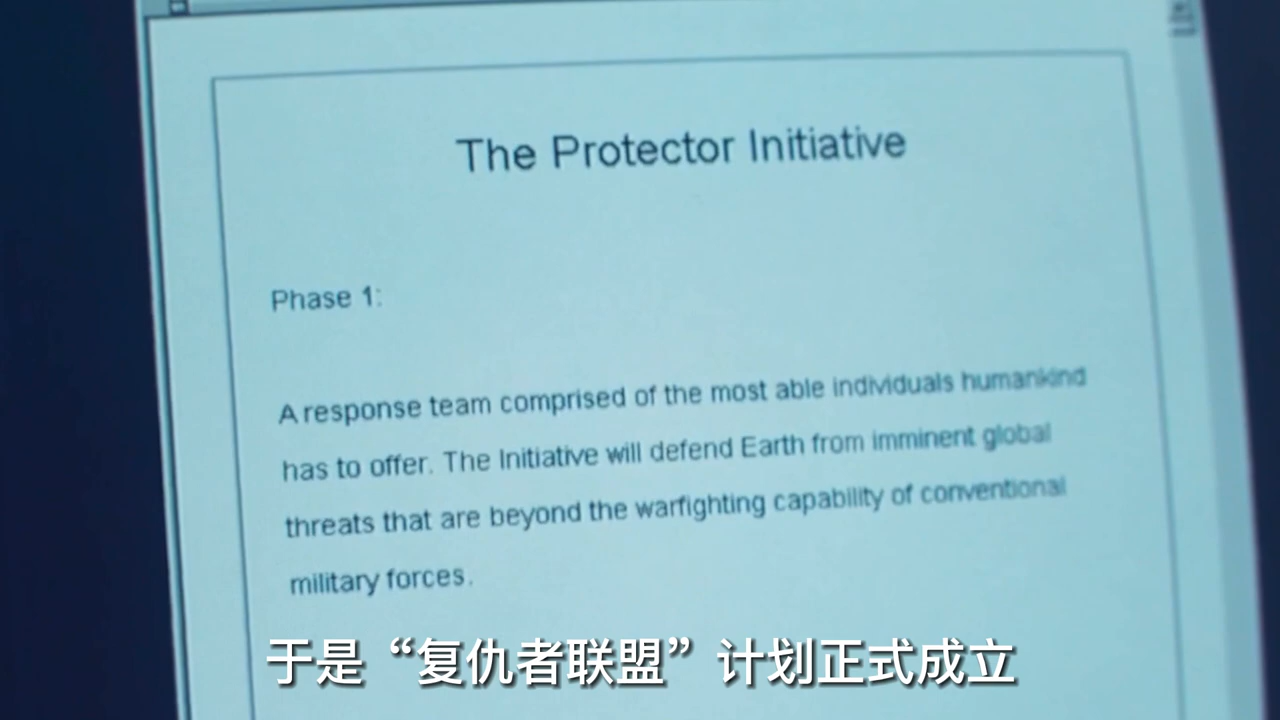 The Protector Initiative
Phase 1:
A response team comprised of the most able individuals humankind
has to offer. The Initiative will defend Earth from imminent global
threats that are beyond the warfighting capability of conventional
military forces.
于是“复仇者联盟”计划正式成立